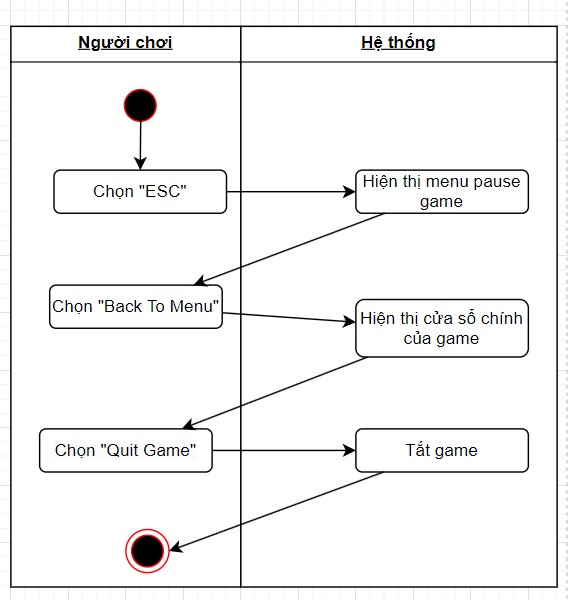 Người chơi
Hệ thống
Chọn "ESC"
Hiện thị menu pause
game
Chọn "Back To Menu"
Hiện thị cửa sổ chính
của game
Chọn "Quit Game"
Tắt game